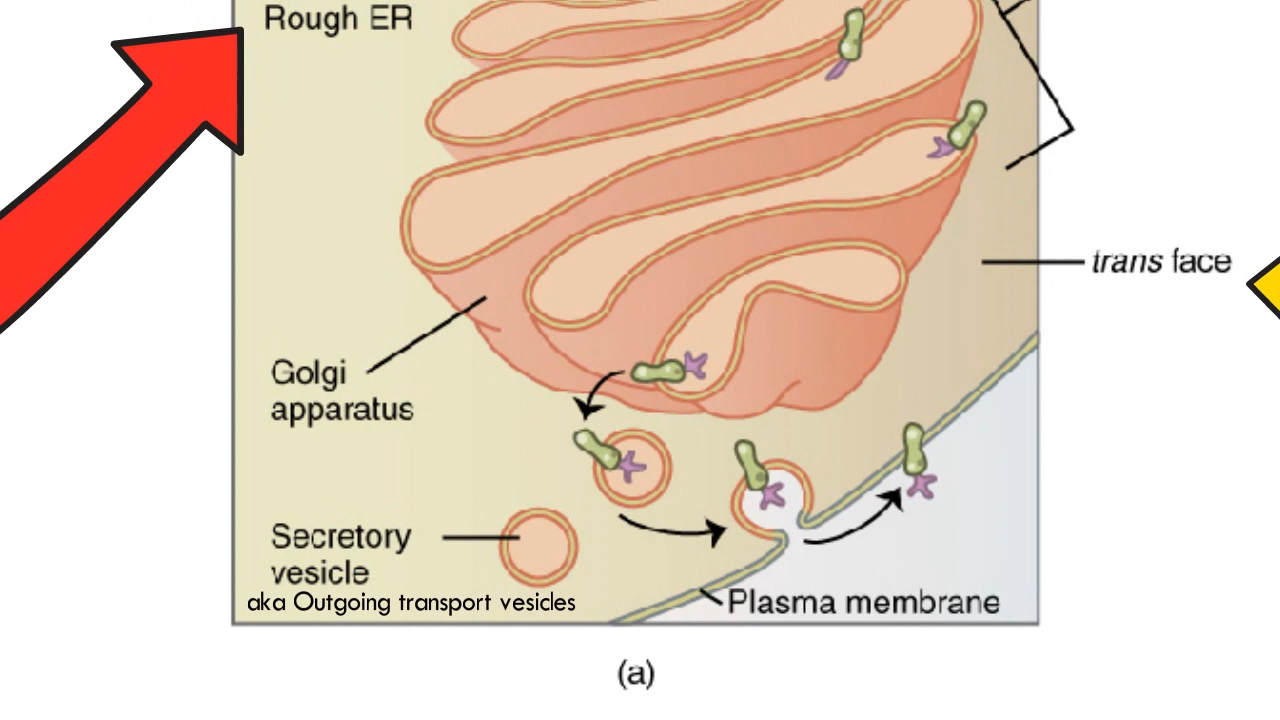 Rough ER
trans face
Golgi
apparatus
Secretory
vesicle
aka Outgoing transport vesicles
Plasma membrane
(a)